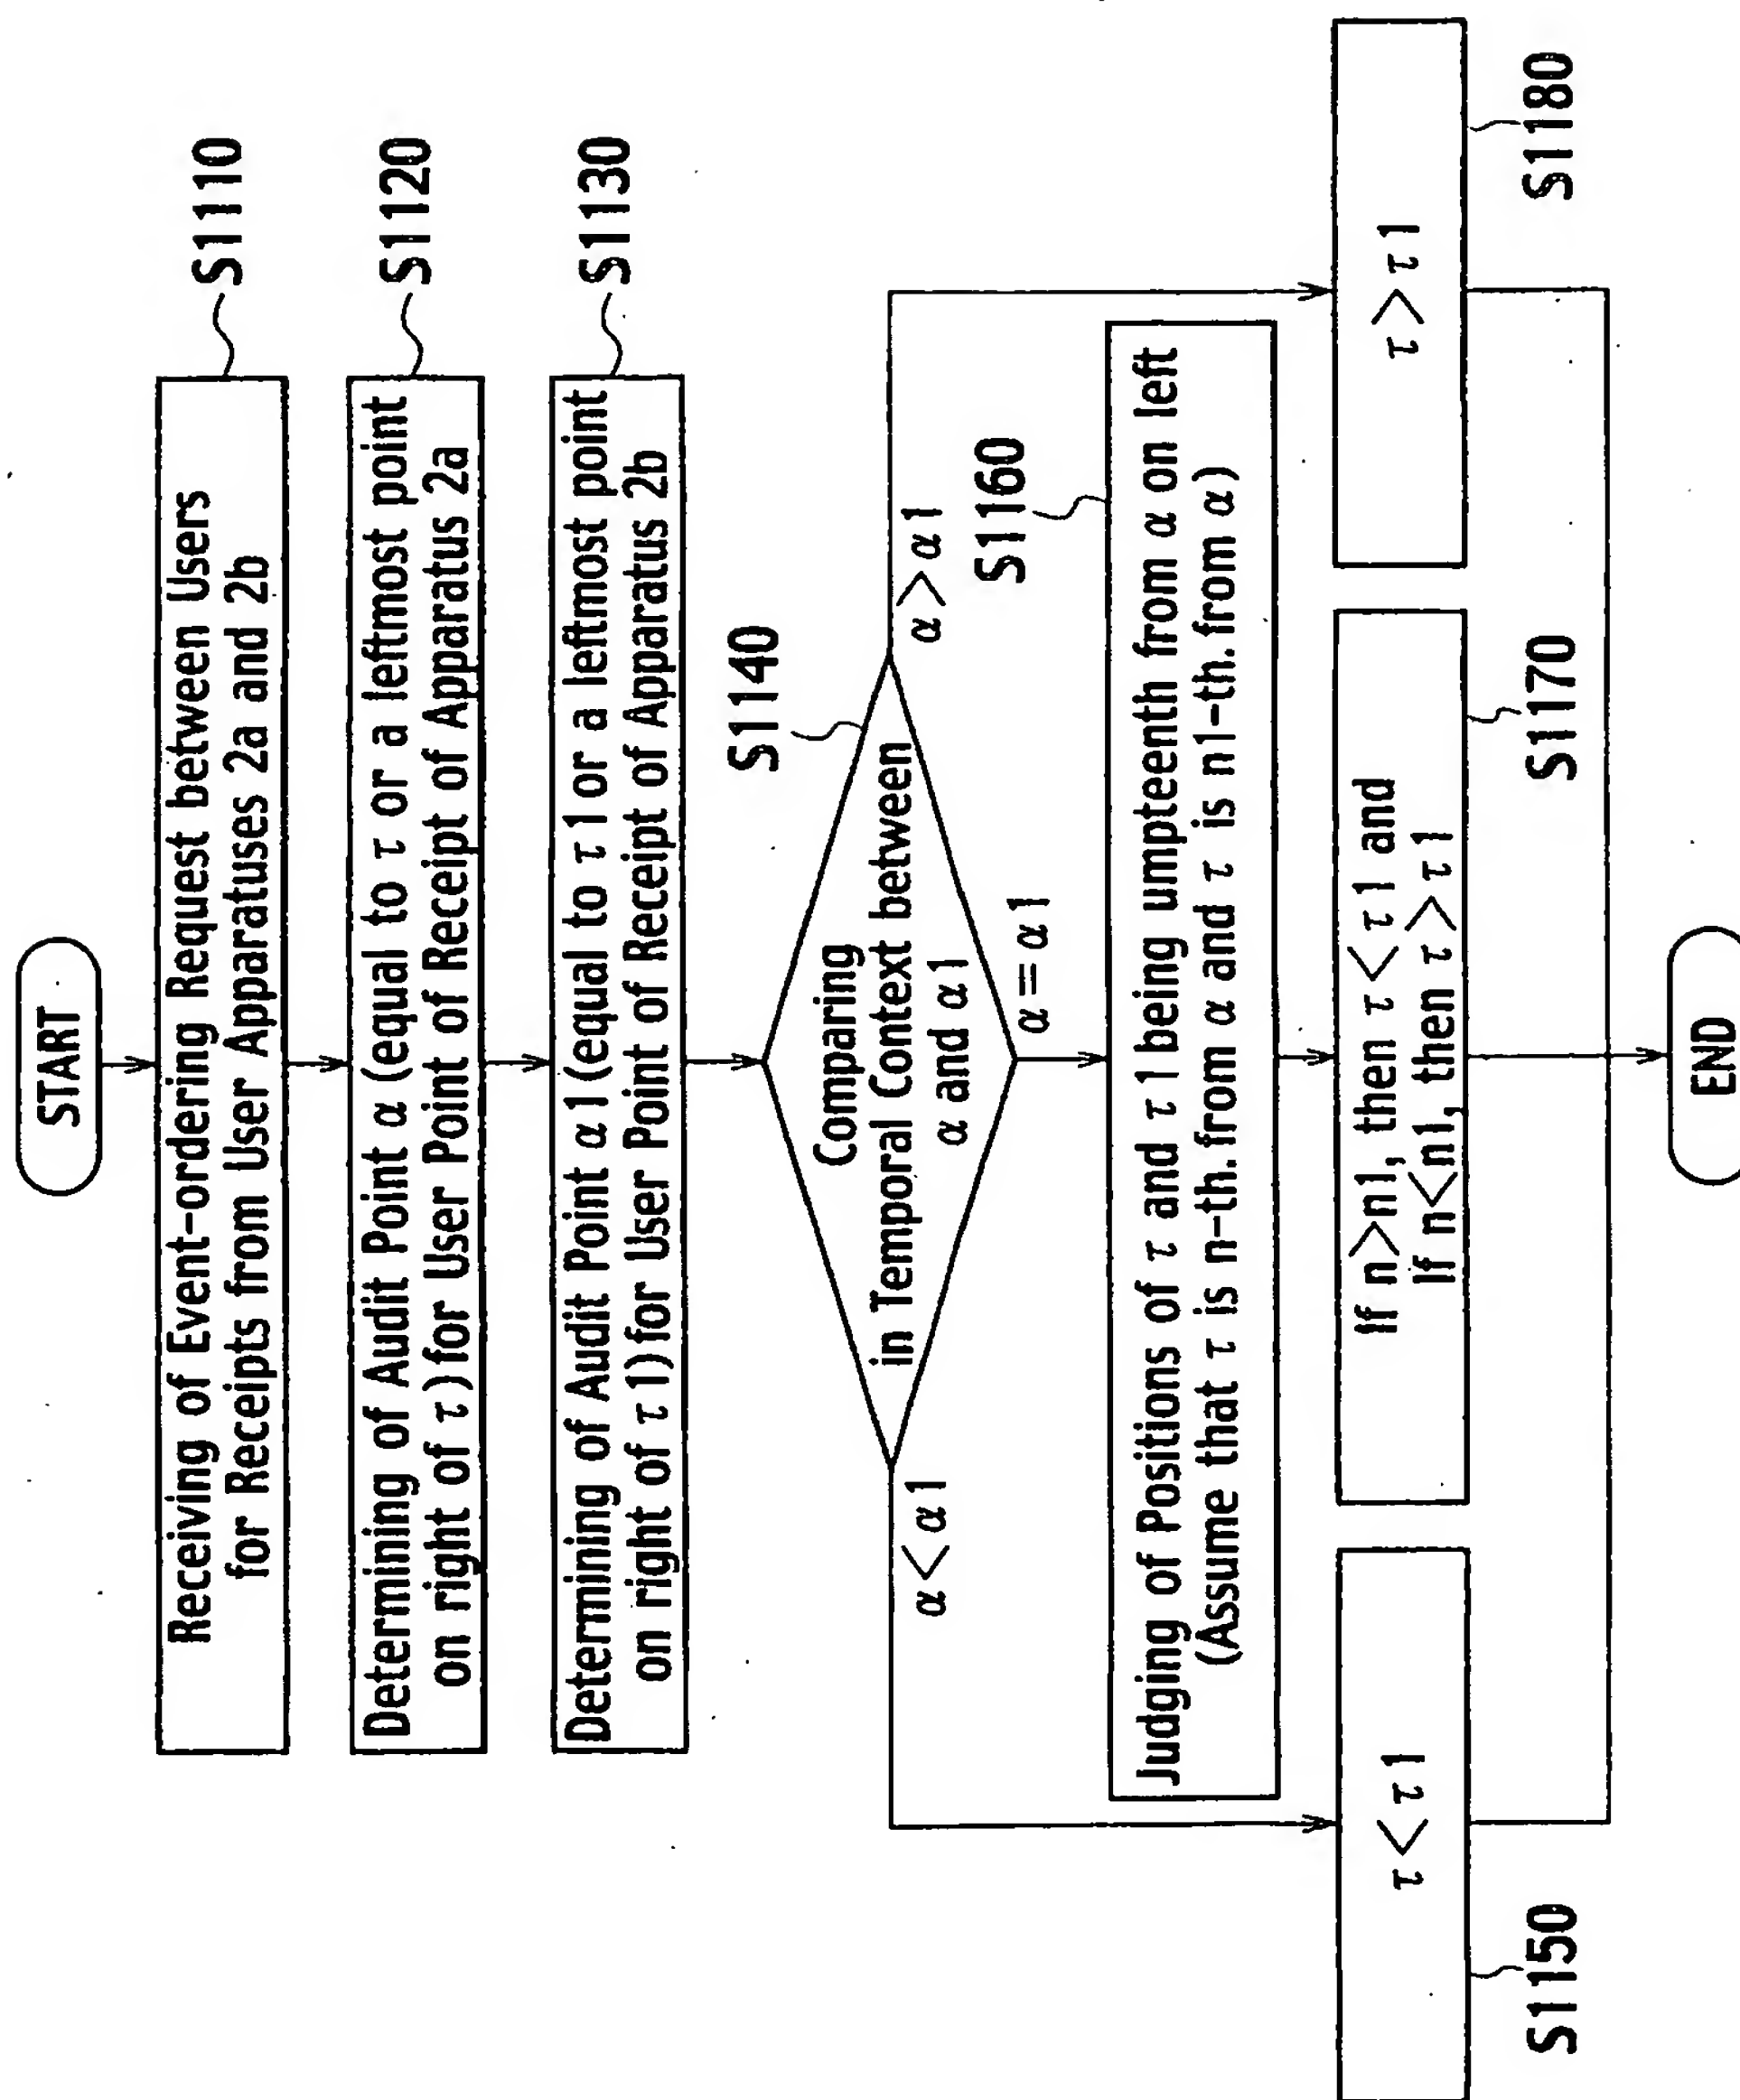 START
Receiving of Event-ordering Request between Users
for Receipts from User Apparatuses 2a and 2b
S1110
Determining of Audit Point α (equal to τ or a leftmost point
on right of τ) for User Point of Receipt of Apparatus 2a
S1120
Determining of Audit Point α1 (equal to τ1 or a leftmost point
on right of τ1) for User Point of Receipt of Apparatus 2b
S1130
S1140
Comparing
in Temporal Context between
α and α1
α<α1
α=α1
α>α1
S1160
Judging of Positions of τ and τ1 being umpteenth from α on left
(Assume that τ is n-th. from α and τ is n1-th. from α)
τ<τ1
S1150
If n>n1, then τ<τ1 and
If n<n1, then τ>τ1
S1170
τ>τ1
S1180
END